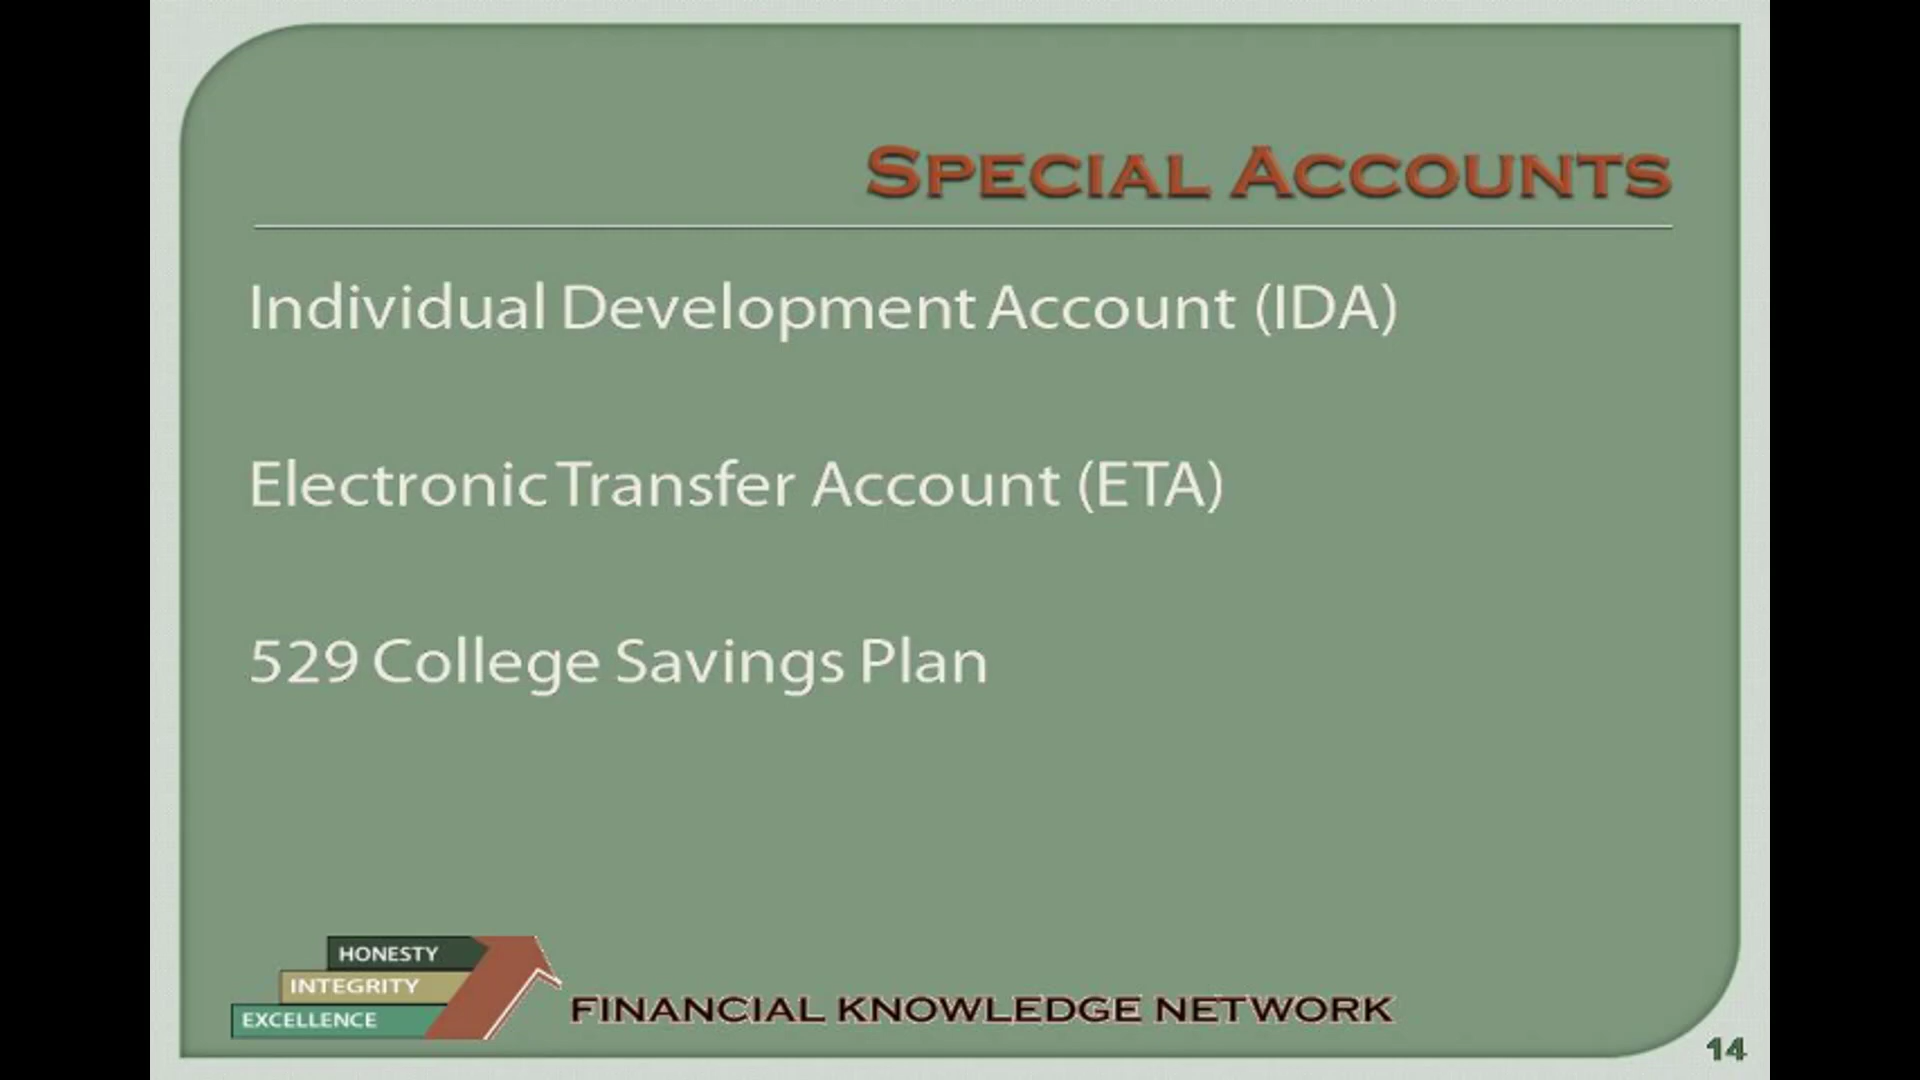 SPECIAL ACCOUNTS
Individual Development Account (IDA)
Electronic Transfer Account (ETA)
529 College Savings Plan
HONESTY
INTEGRITY
EXCELLENCE
FINANCIAL KNOWLEDGE NETWORK
14